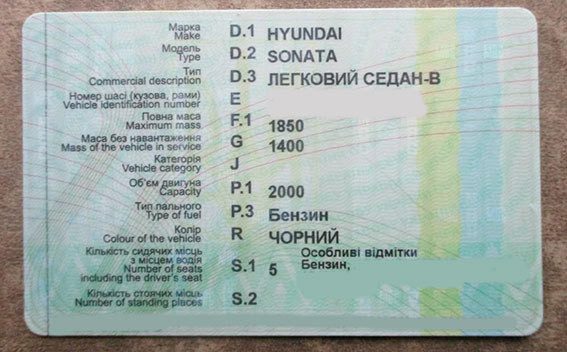 Марка
Make D.1 HYUNDAI
Модель
Type D.2 SONATA
Тип
Commercial description D.3 ЛЕГКОВИЙ СЕДАН-В
Номер шасі (кузова, рами)
Vehicle identification number E
Повна маса
Maximum mass F.1 1850
Маса без навантаження
Mass of the vehicle in service G 1400
Категорія
Vehicle category J
Об'єм двигуна
Capacity P.1 2000
Тип пального
Type of fuel P.3 Бензин
Колір
Colour of the vehicle R ЧОРНИЙ
Кількість сидячих місць
з місцем водія
Number of seats
including the driver's seat S.1 5
Особливі відмітки
Бензин,
Кількість стоячих місць
Number of standing places S.2